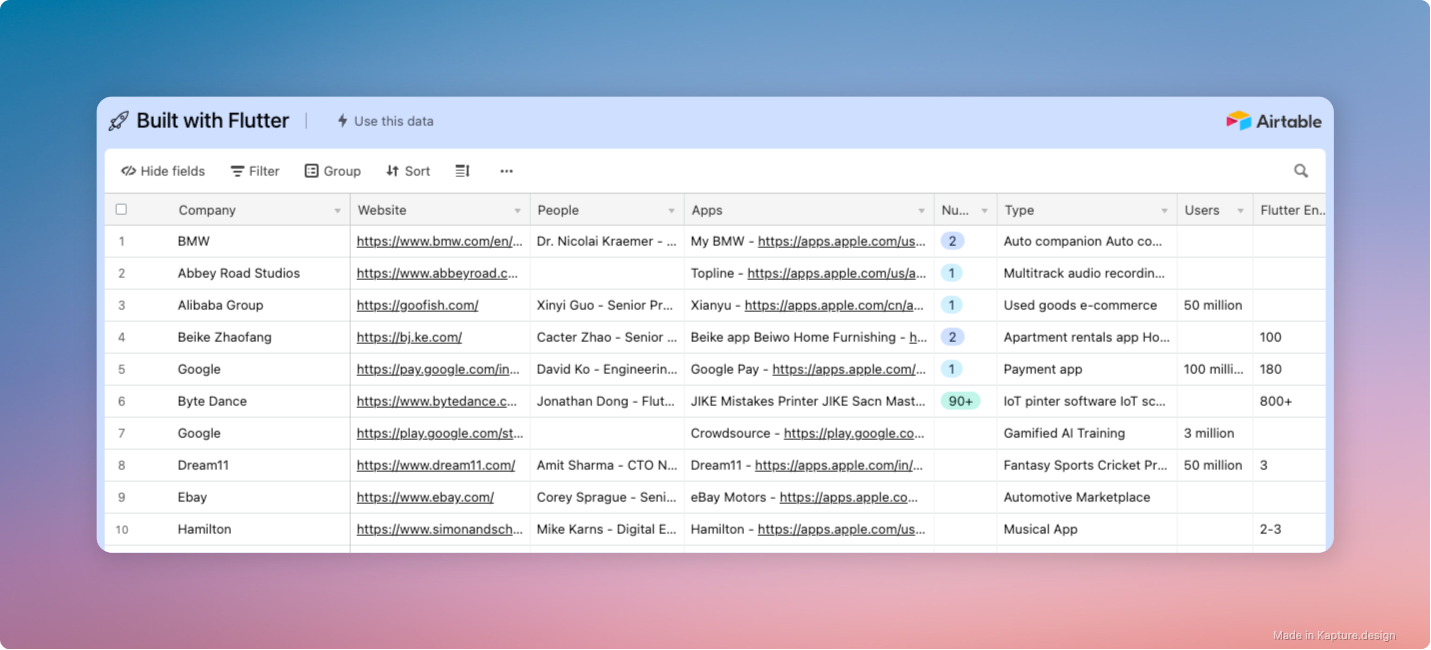 Built with Flutter | Use this data Airtable
Hide fields Filter Group Sort ...
Company Website People Apps Nu... Type Users Flutter En..
1 BMW https://www.bmw.com/en/... Dr. Nicolai Kraemer - ... My BMW - https://apps.apple.com/us... 2 Auto companion Auto co...
2 Abbey Road Studios https://www.abbeyroad.c... Topline - https://apps.apple.com/us/a... 1 Multitrack audio recordin...
3 Alibaba Group https://goofish.com/ Xinyi Guo - Senior Pr... Xianyu - https://apps.apple.com/cn/a... 1 Used goods e-commerce 50 million
4 Beike Zhaofang https://bj.ke.com/ Cacter Zhao - Senior ... Beike app Beiwo Home Furnishing - h... 2 Apartment rentals app Ho... 100
5 Google https://pay.google.com/in... David Ko - Engineerin... Google Pay - https://apps.apple.com/... 1 Payment app 100 milli... 180
6 Byte Dance https://www.bytedance.c... Jonathan Dong - Flut... JIKE Mistakes Printer JIKE Sacn Mast... 90+ IoT pinter software IoT sc... 800+
7 Google https://play.google.com/st... Crowdsource - https://play.google.co... Gamified AI Training 3 million
8 Dream11 https://www.dream11.com/ Amit Sharma - CTO N... Dream11 - https://apps.apple.com/in/... Fantasy Sports Cricket Pr... 50 million 3
9 Ebay https://www.ebay.com/ Corey Sprague - Seni... eBay Motors - https://apps.apple.co... Automotive Marketplace
10 Hamilton https://www.simonandsch... Mike Karns - Digital E... Hamilton - https://apps.apple.com/us... Musical App 2-3
Made in Kapture.design